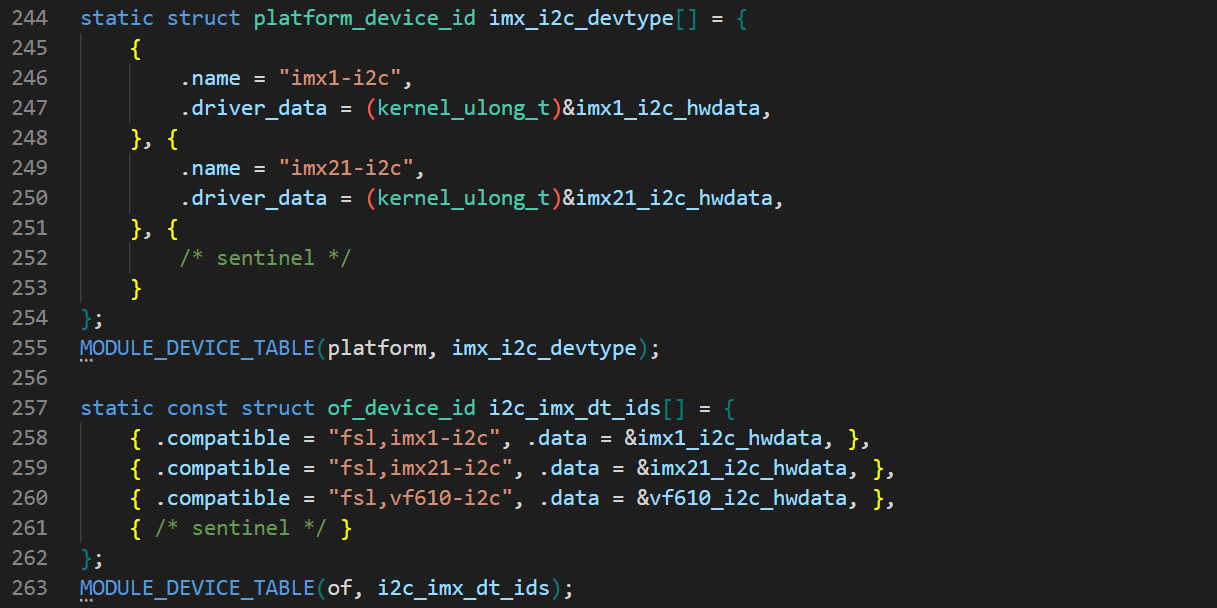 244 static struct platform_device_id imx_i2c_devtype[] = {
245     {
246         .name = "imx1-i2c",
247         .driver_data = (kernel_ulong_t)&imx1_i2c_hwdata,
248     }, {
249         .name = "imx21-i2c",
250         .driver_data = (kernel_ulong_t)&imx21_i2c_hwdata,
251     }, {
252         /* sentinel */
253     }
254 };
255 MODULE_DEVICE_TABLE(platform, imx_i2c_devtype);
256
257 static const struct of_device_id i2c_imx_dt_ids[] = {
258     { .compatible = "fsl,imx1-i2c", .data = &imx1_i2c_hwdata, },
259     { .compatible = "fsl,imx21-i2c", .data = &imx21_i2c_hwdata, },
260     { .compatible = "fsl,vf610-i2c", .data = &vf610_i2c_hwdata, },
261     { /* sentinel */ }
262 };
263 MODULE_DEVICE_TABLE(of, i2c_imx_dt_ids);